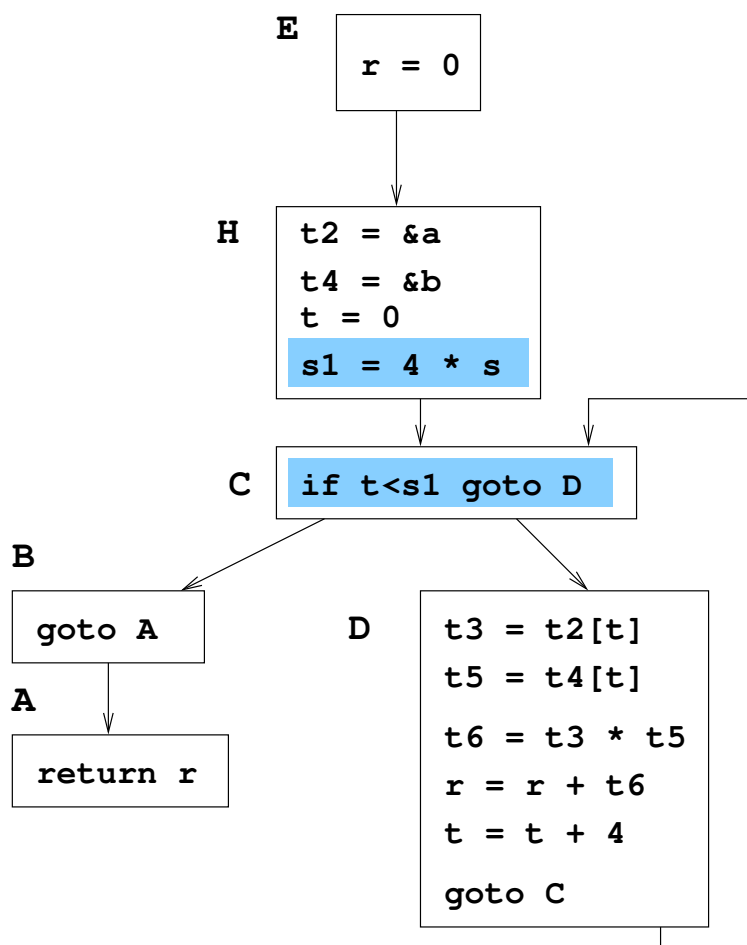 E
r = 0
H
t2 = &a
t4 = &b
t = 0
s1 = 4 * s
C
if t<s1 goto D
B
goto A
A
return r
D
t3 = t2[t]
t5 = t4[t]
t6 = t3 * t5
r = r + t6
t = t + 4
goto C